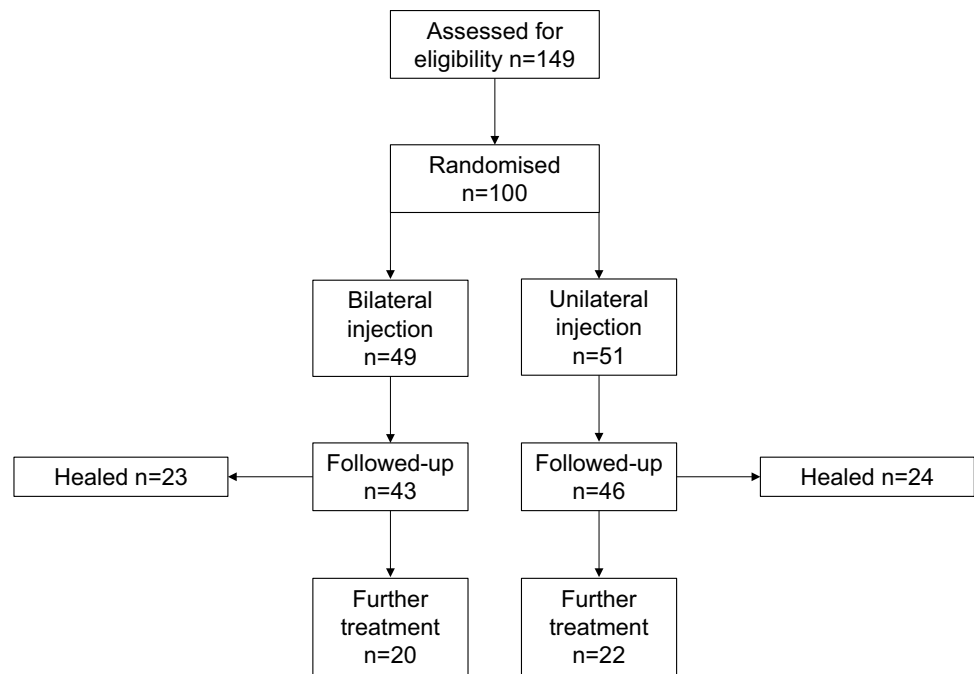 Assessed for
eligibility n=149
Randomised
n=100
Bilateral
injection
n=49
Unilateral
injection
n=51
Healed n=23
Followed-up
n=43
Followed-up
n=46
Healed n=24
Further
treatment
n=20
Further
treatment
n=22